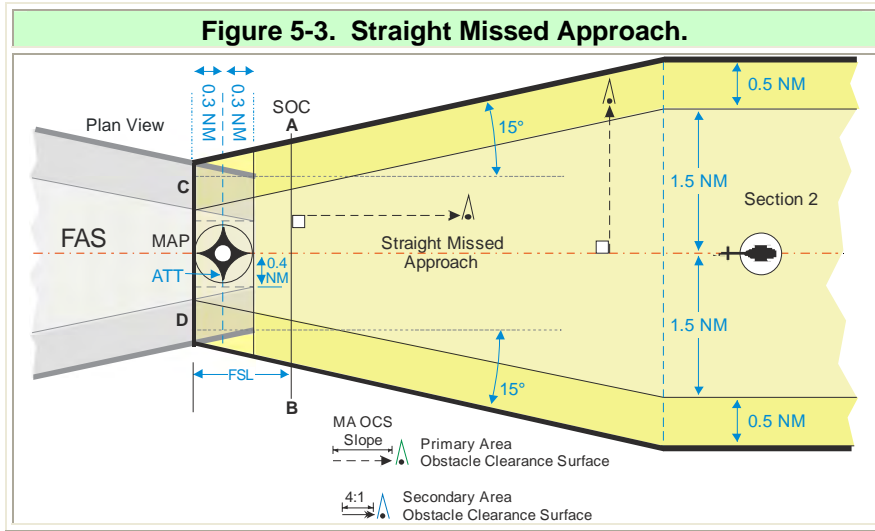 Figure 5-3. Straight Missed Approach.
0.3 NM
0.3 NM
SOC
A
Plan View
15°
0.5 NM
C
1.5 NM
Section 2
FAS
MAP
Straight Missed
Approach
ATT
0.4
NM
1.5 NM
D
FSL
15°
B
0.5 NM
MA OCS
Slope
Primary Area
Obstacle Clearance Surface
4:1
Secondary Area
Obstacle Clearance Surface